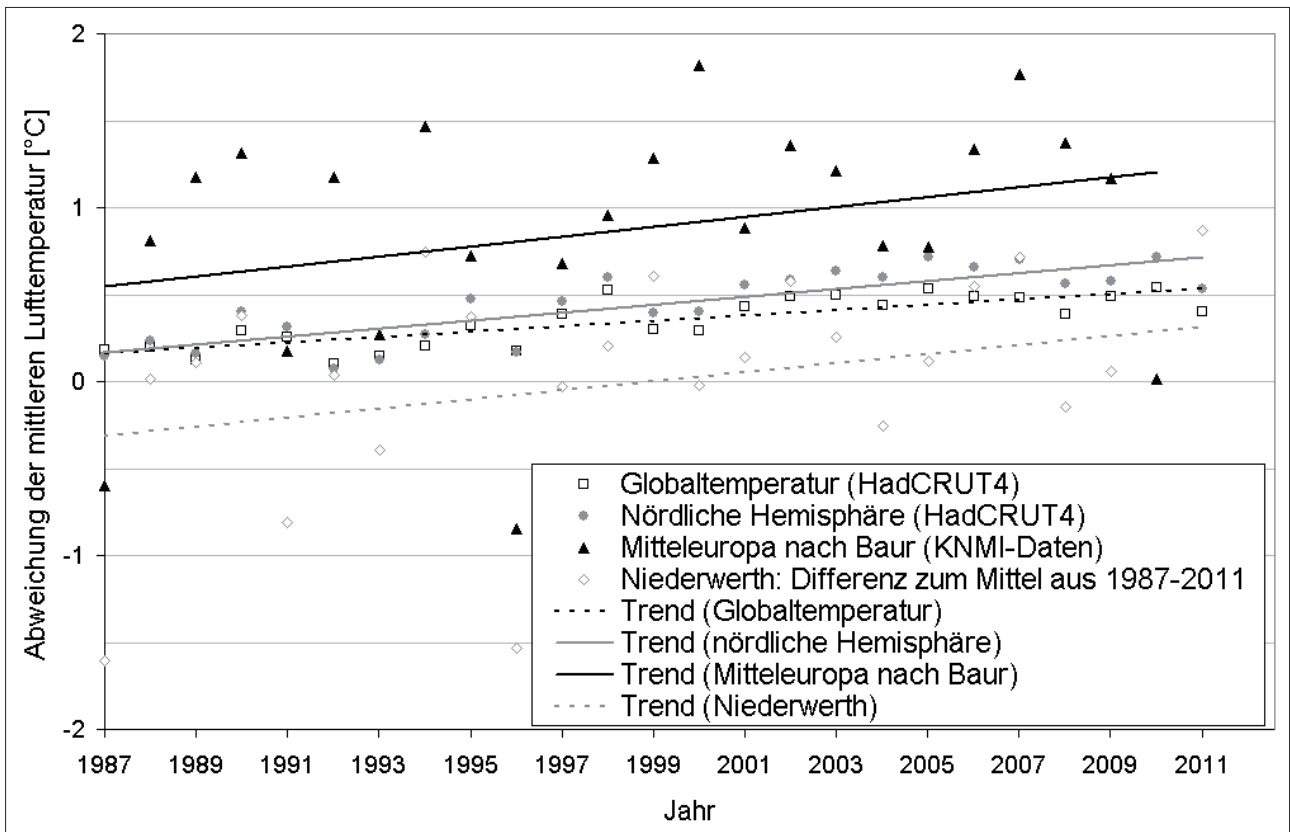 Abweichung der mittleren Lufttemperatur [°C]
2
1
0
-1
-2
Globaltemperatur (HadCRUT4)
Nördliche Hemisphäre (HadCRUT4)
Mitteleuropa nach Baur (KNMI-Daten)
Niederwerth: Differenz zum Mittel aus 1987-2011
Trend (Globaltemperatur)
Trend (nördliche Hemisphäre)
Trend (Mitteleuropa nach Baur)
Trend (Niederwerth)
1987 1989 1991 1993 1995 1997 1999 2001 2003 2005 2007 2009 2011
Jahr